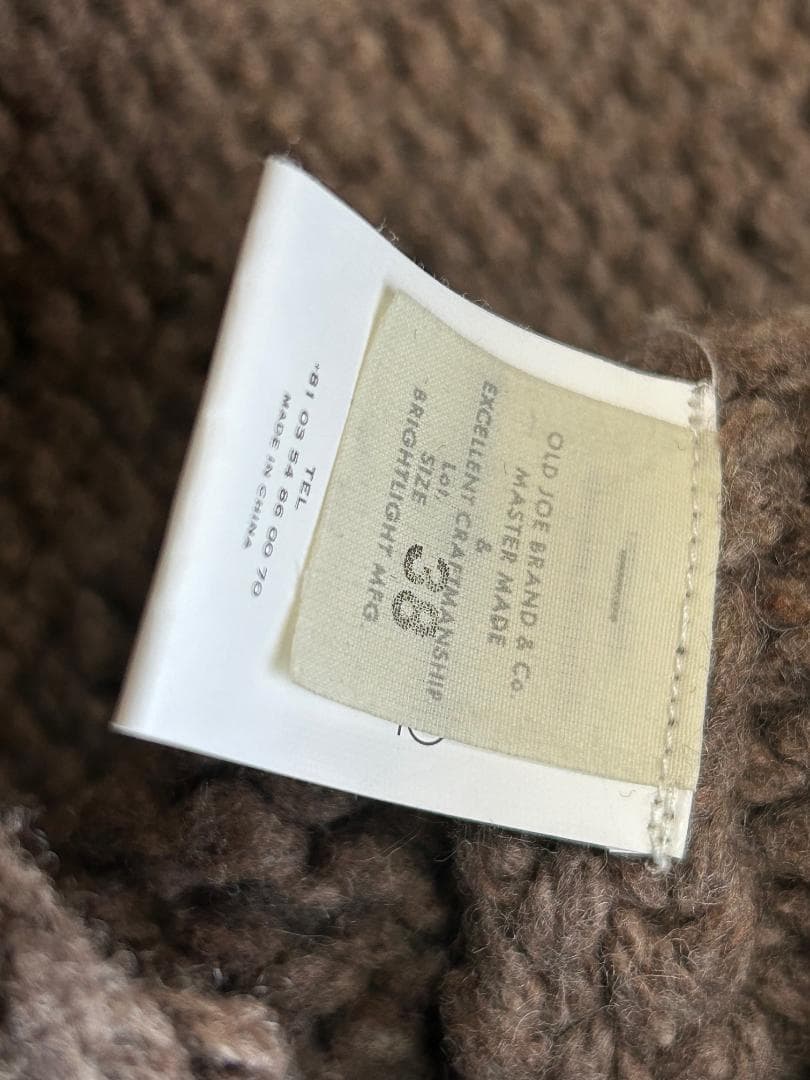 OLD JOE BRAND & Co.
MASTER MADE
&
EXCELLENT CRAFTMANSHIP
Lot,
SIZE 38
BRIGHTLIGHT MFG.
TEL
+81 03 54 86 00 70
MADE IN CHINA